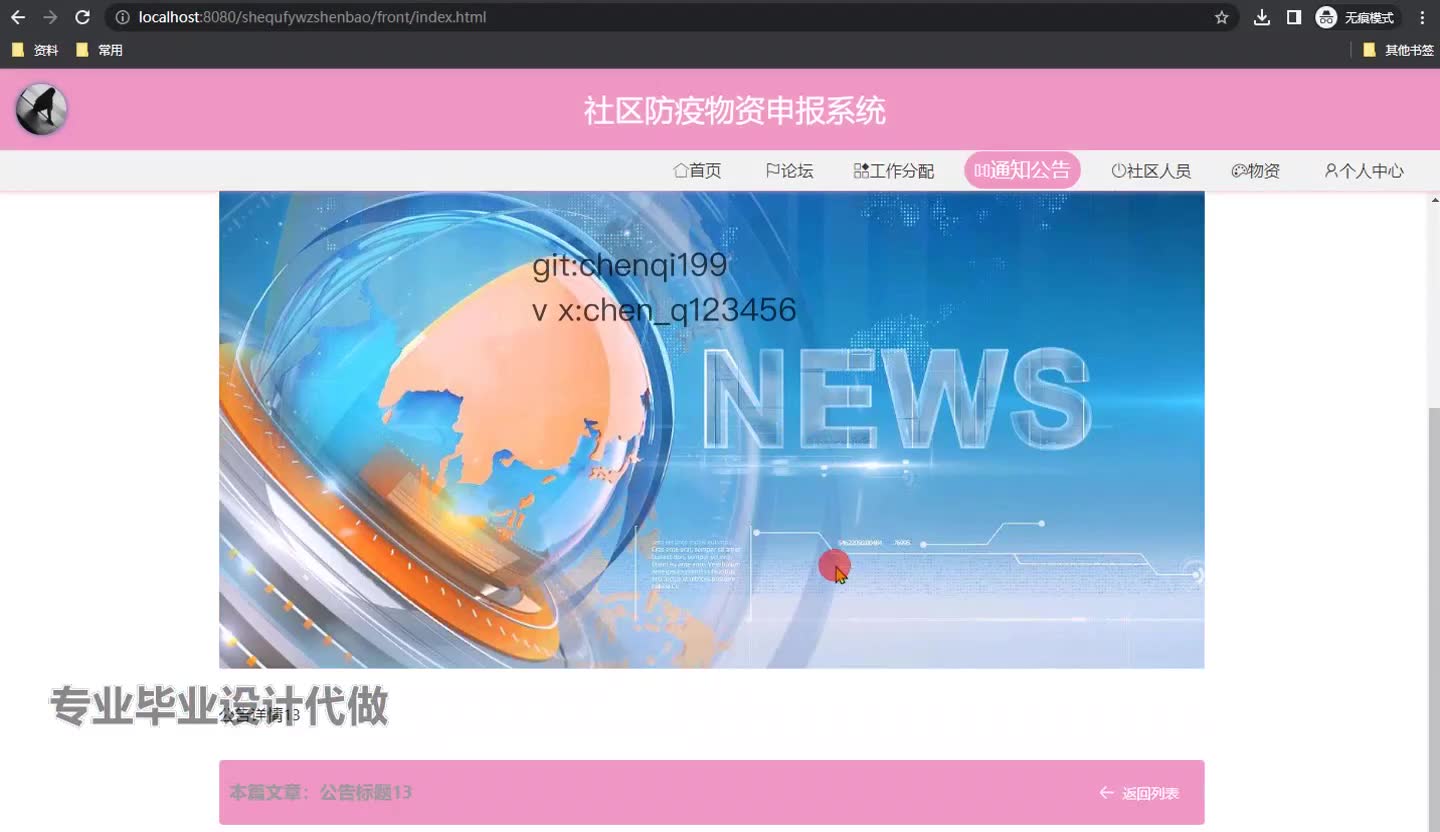 localhost:8080/shequfywzshenbao/front/index.html
无痕模式
资料 常用 其他书签
社区防疫物资申报系统
首页 论坛 工作分配 通知公告 社区人员 物资 个人中心
git:chenqi199
v x:chen_q123456
NEWS
专业毕业设计代做
公告详情13
本篇文章：公告标题13
返回列表